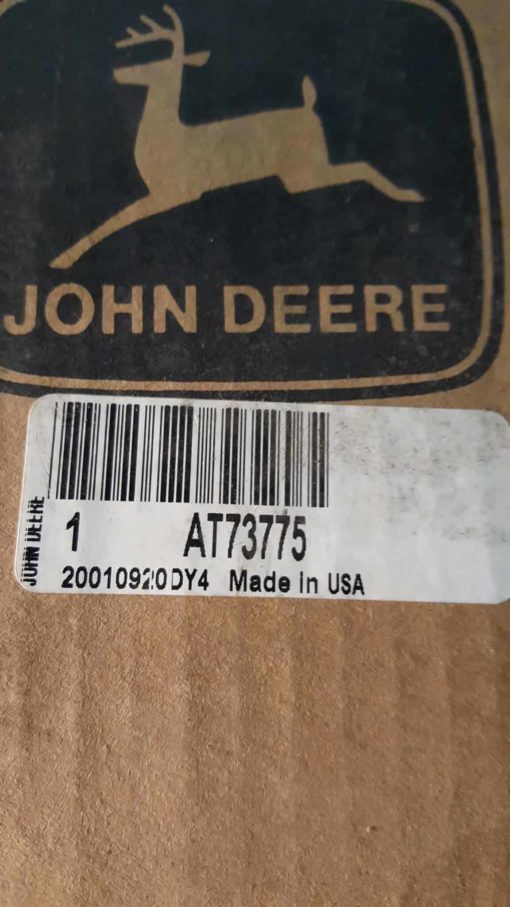 JOHN DEERE
JOHN DEERE
1 AT73775
20010920DY4 Made in USA